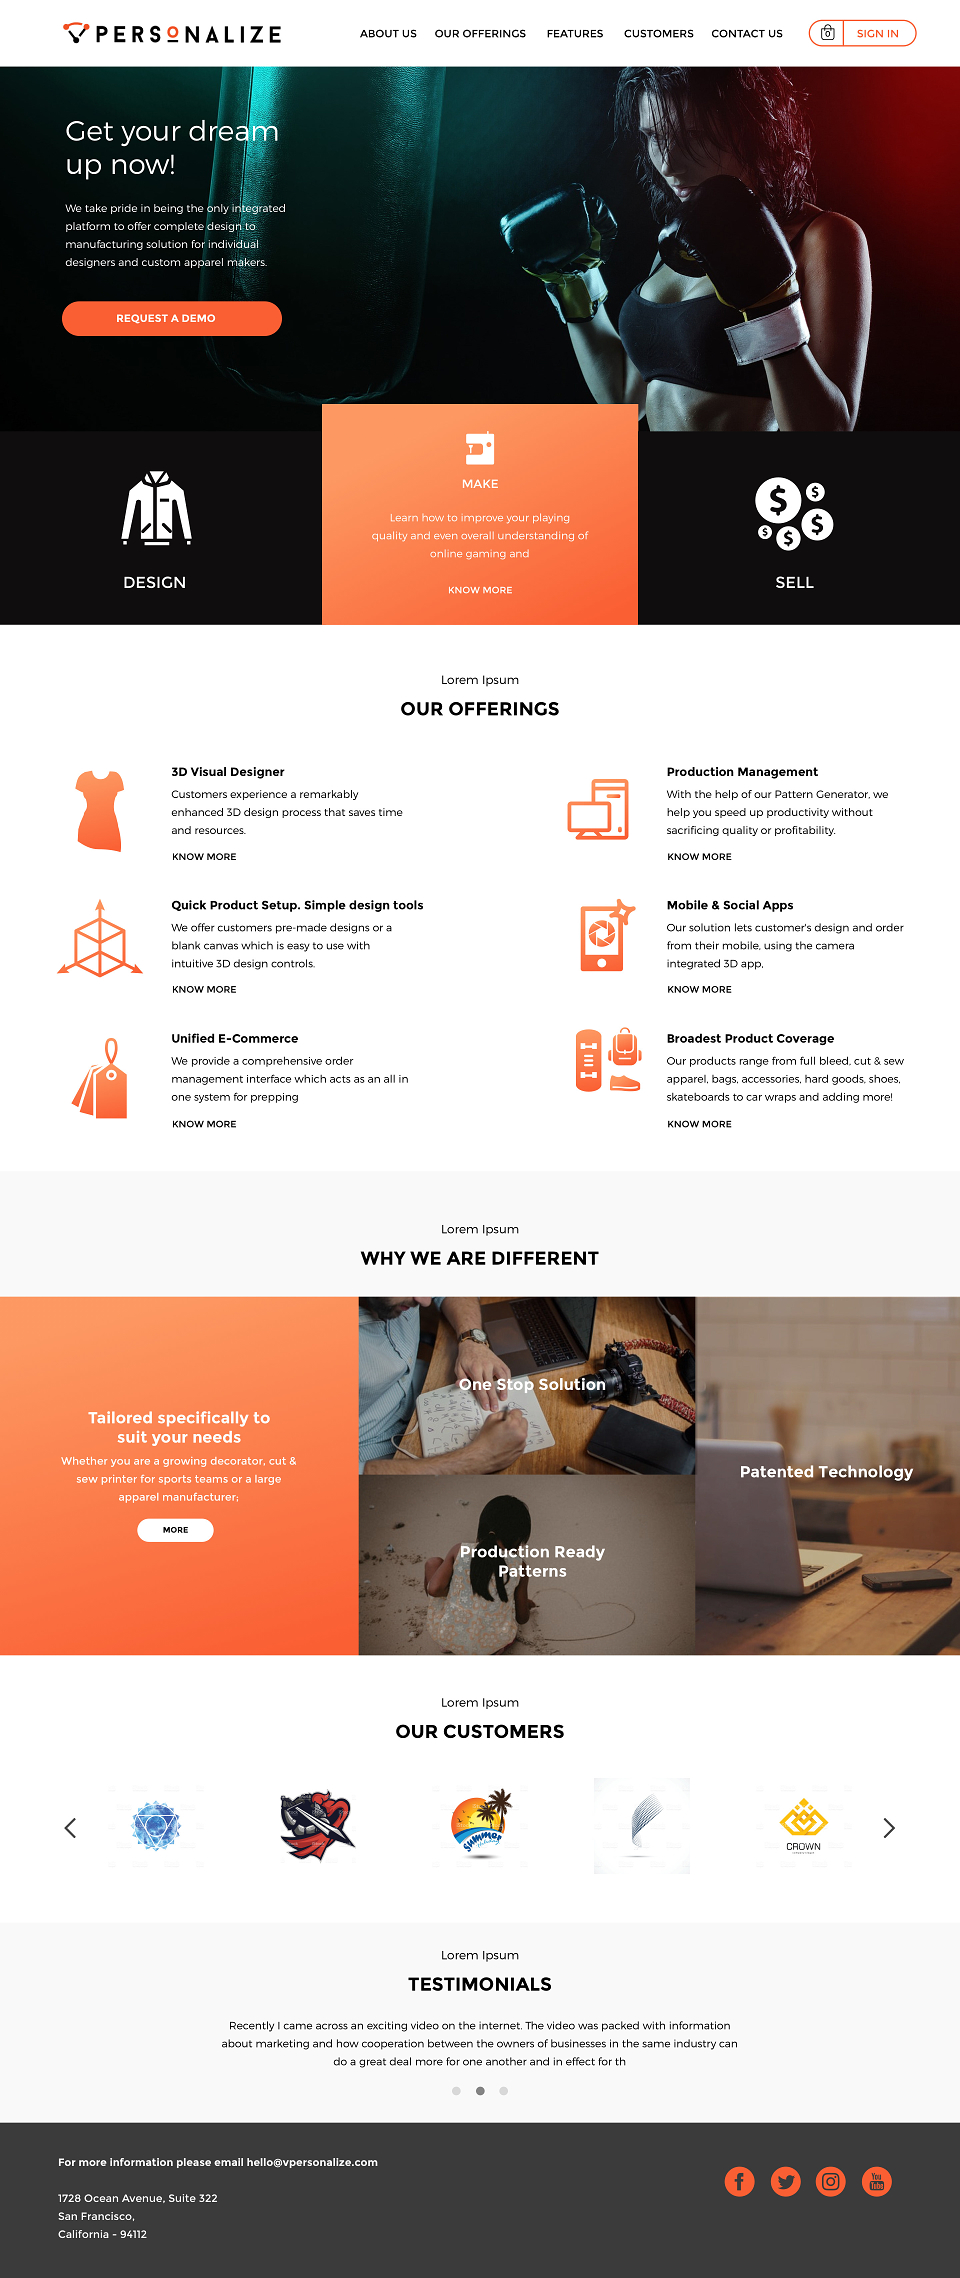 PERSONALIZE
ABOUT US OUR OFFERINGS FEATURES CUSTOMERS CONTACT US 0 SIGN IN
Get your dream
up now!
We take pride in being the only integrated
platform to offer complete design to
manufacturing solution for individual
designers and custom apparel makers.
REQUEST A DEMO
DESIGN
MAKE
Learn how to improve your playing
quality and even overall understanding of
online gaming and
KNOW MORE
SELL
Lorem Ipsum
OUR OFFERINGS
3D Visual Designer
Customers experience a remarkably
enhanced 3D design process that saves time
and resources.
KNOW MORE
Production Management
With the help of our Pattern Generator, we
help you speed up productivity without
sacrificing quality or profitability.
KNOW MORE
Quick Product Setup. Simple design tools
We offer customers pre-made designs or a
blank canvas which is easy to use with
intuitive 3D design controls.
KNOW MORE
Mobile & Social Apps
Our solution lets customer's design and order
from their mobile, using the camera
integrated 3D app,
KNOW MORE
Unified E-Commerce
We provide a comprehensive order
management interface which acts as an all in
one system for prepping
KNOW MORE
Broadest Product Coverage
Our products range from full bleed, cut & sew
apparel, bags, accessories, hard goods, shoes,
skateboards to car wraps and adding more!
KNOW MORE
Lorem Ipsum
WHY WE ARE DIFFERENT
Tailored specifically to
suit your needs
Whether you are a growing decorator, cut &
sew printer for sports teams or a large
apparel manufacturer;
MORE
One Stop Solution
Production Ready
Patterns
Patented Technology
Lorem Ipsum
OUR CUSTOMERS
Summer
CROWN
Lorem Ipsum
TESTIMONIALS
Recently I came across an exciting video on the internet. The video was packed with information
about marketing and how cooperation between the owners of businesses in the same industry can
do a great deal more for one another and in effect for th
For more information please email hello@vpersonalize.com
1728 Ocean Avenue, Suite 322
San Francisco,
California - 94112
You
Tube